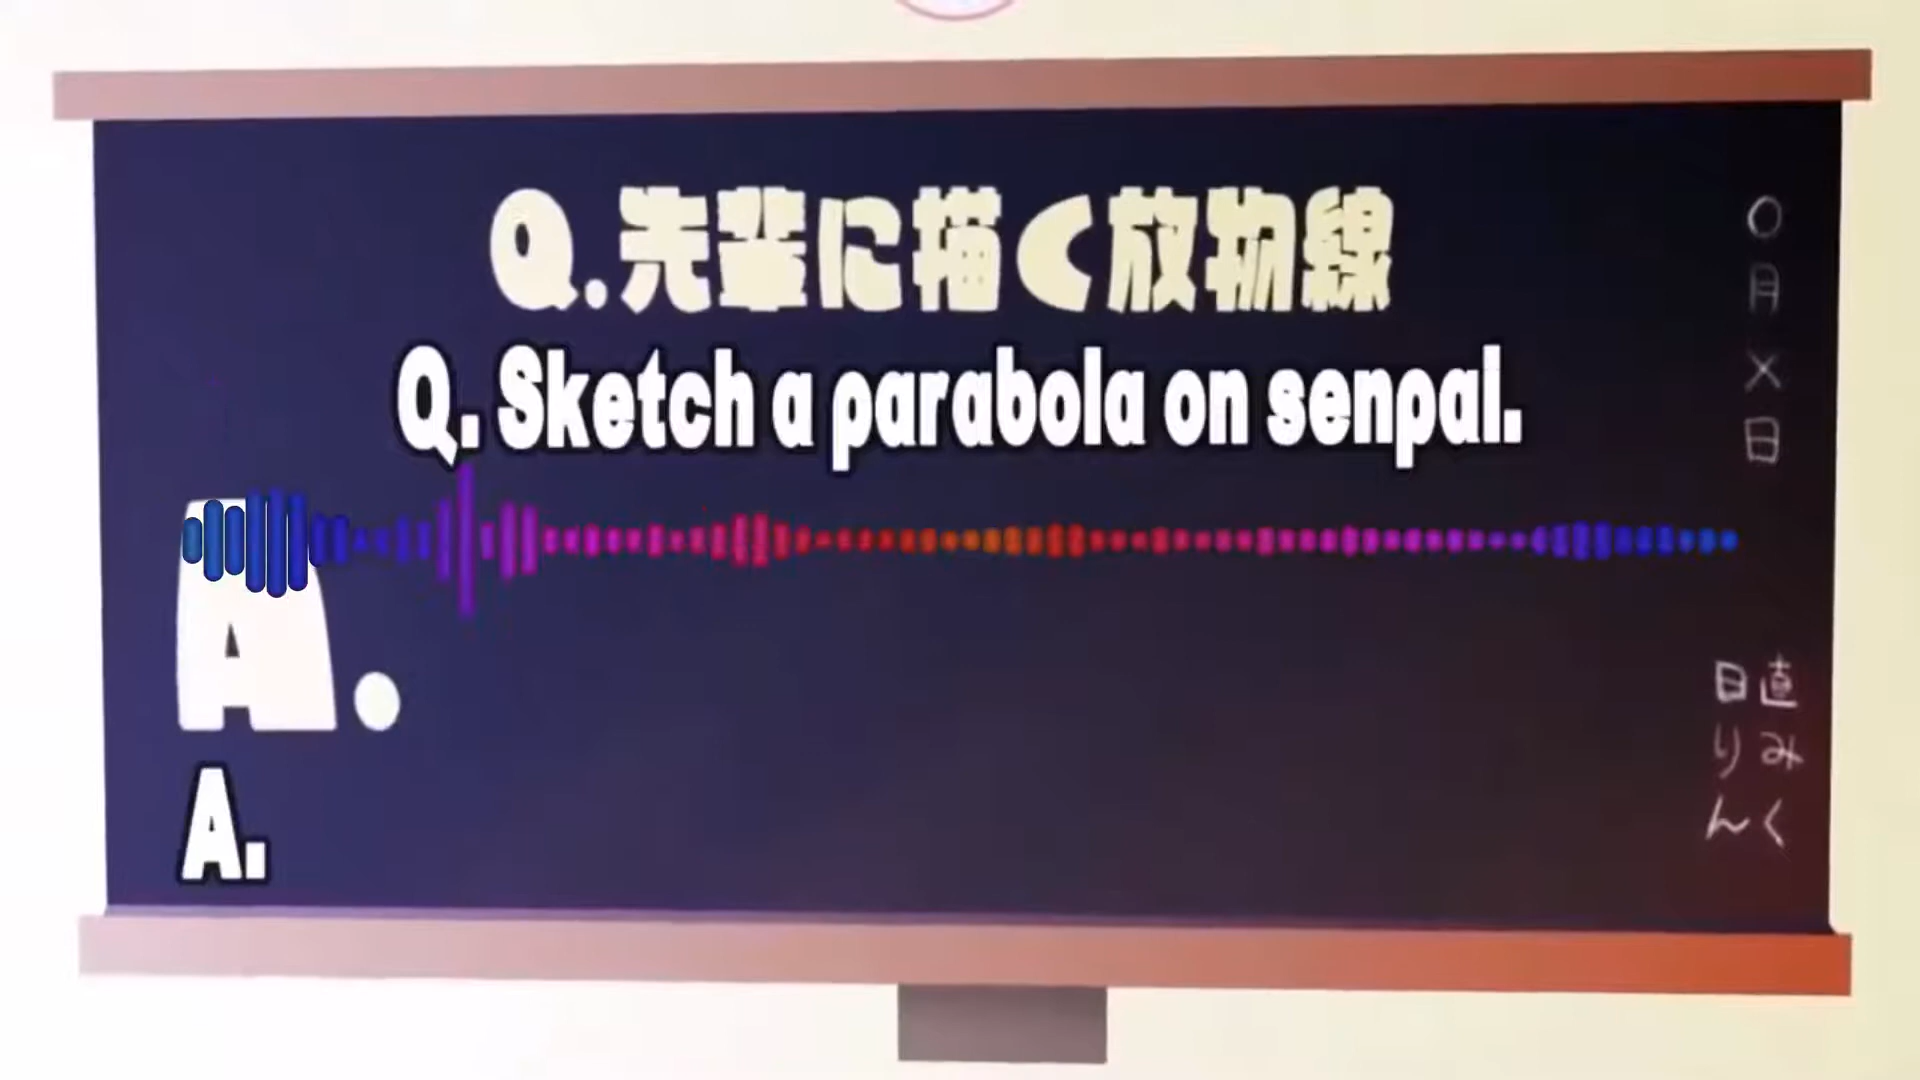 Q.先輩に描く放物線
Q. Sketch a parabola on senpai.
A.
A.
○月×日
直みく
日りん